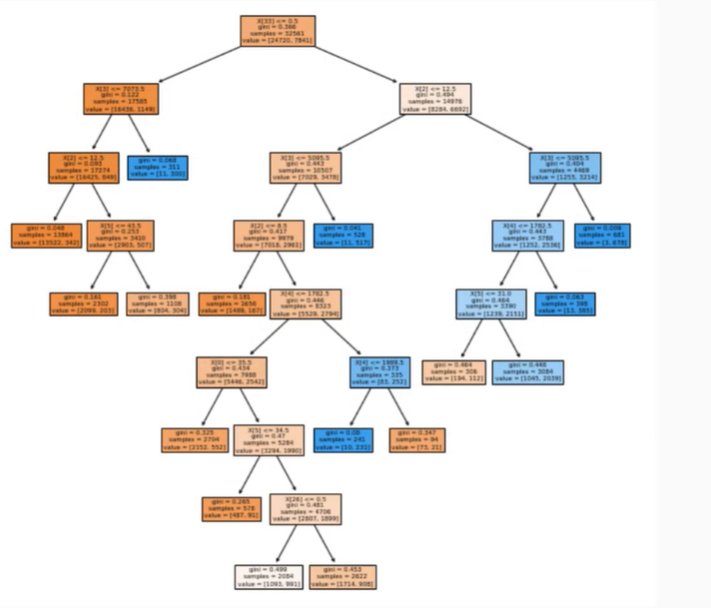 X[33] <= 0.5
gini = 0.366
samples = 32561
value = [24720, 7841]
X[3] <= 7073.5
gini = 0.122
samples = 17585
value = [16436, 1149]
X[2] <= 12.5
gini = 0.494
samples = 14976
value = [8284, 6692]
X[2] <= 12.5
gini = 0.093
samples = 17274
value = [16425, 849]
gini = 0.068
samples = 311
value = [11, 300]
X[3] <= 5095.5
gini = 0.443
samples = 10507
value = [7029, 3478]
X[3] <= 5095.5
gini = 0.404
samples = 4469
value = [1255, 3214]
gini = 0.048
samples = 13864
value = [13522, 342]
X[5] <= 43.5
gini = 0.253
samples = 3410
value = [2903, 507]
X[2] <= 8.5
gini = 0.417
samples = 9979
value = [7018, 2961]
gini = 0.041
samples = 528
value = [11, 517]
X[4] <= 1782.5
gini = 0.443
samples = 3788
value = [1252, 2536]
gini = 0.009
samples = 681
value = [3, 678]
gini = 0.161
samples = 2302
value = [2099, 203]
gini = 0.398
samples = 1108
value = [804, 304]
gini = 0.181
samples = 1656
value = [1489, 167]
X[4] <= 1782.5
gini = 0.446
samples = 8323
value = [5529, 2794]
X[5] <= 31.0
gini = 0.464
samples = 3390
value = [1239, 2151]
gini = 0.063
samples = 398
value = [13, 385]
X[0] <= 35.5
gini = 0.434
samples = 7988
value = [5446, 2542]
X[4] <= 1989.5
gini = 0.373
samples = 335
value = [83, 252]
gini = 0.464
samples = 306
value = [194, 112]
gini = 0.448
samples = 3084
value = [1045, 2039]
gini = 0.325
samples = 2704
value = [2152, 552]
X[5] <= 34.5
gini = 0.47
samples = 5284
value = [3294, 1990]
gini = 0.08
samples = 241
value = [10, 231]
gini = 0.347
samples = 94
value = [73, 21]
gini = 0.265
samples = 578
value = [487, 91]
X[26] <= 0.5
gini = 0.481
samples = 4706
value = [2807, 1899]
gini = 0.499
samples = 2084
value = [1093, 991]
gini = 0.453
samples = 2622
value = [1714, 908]